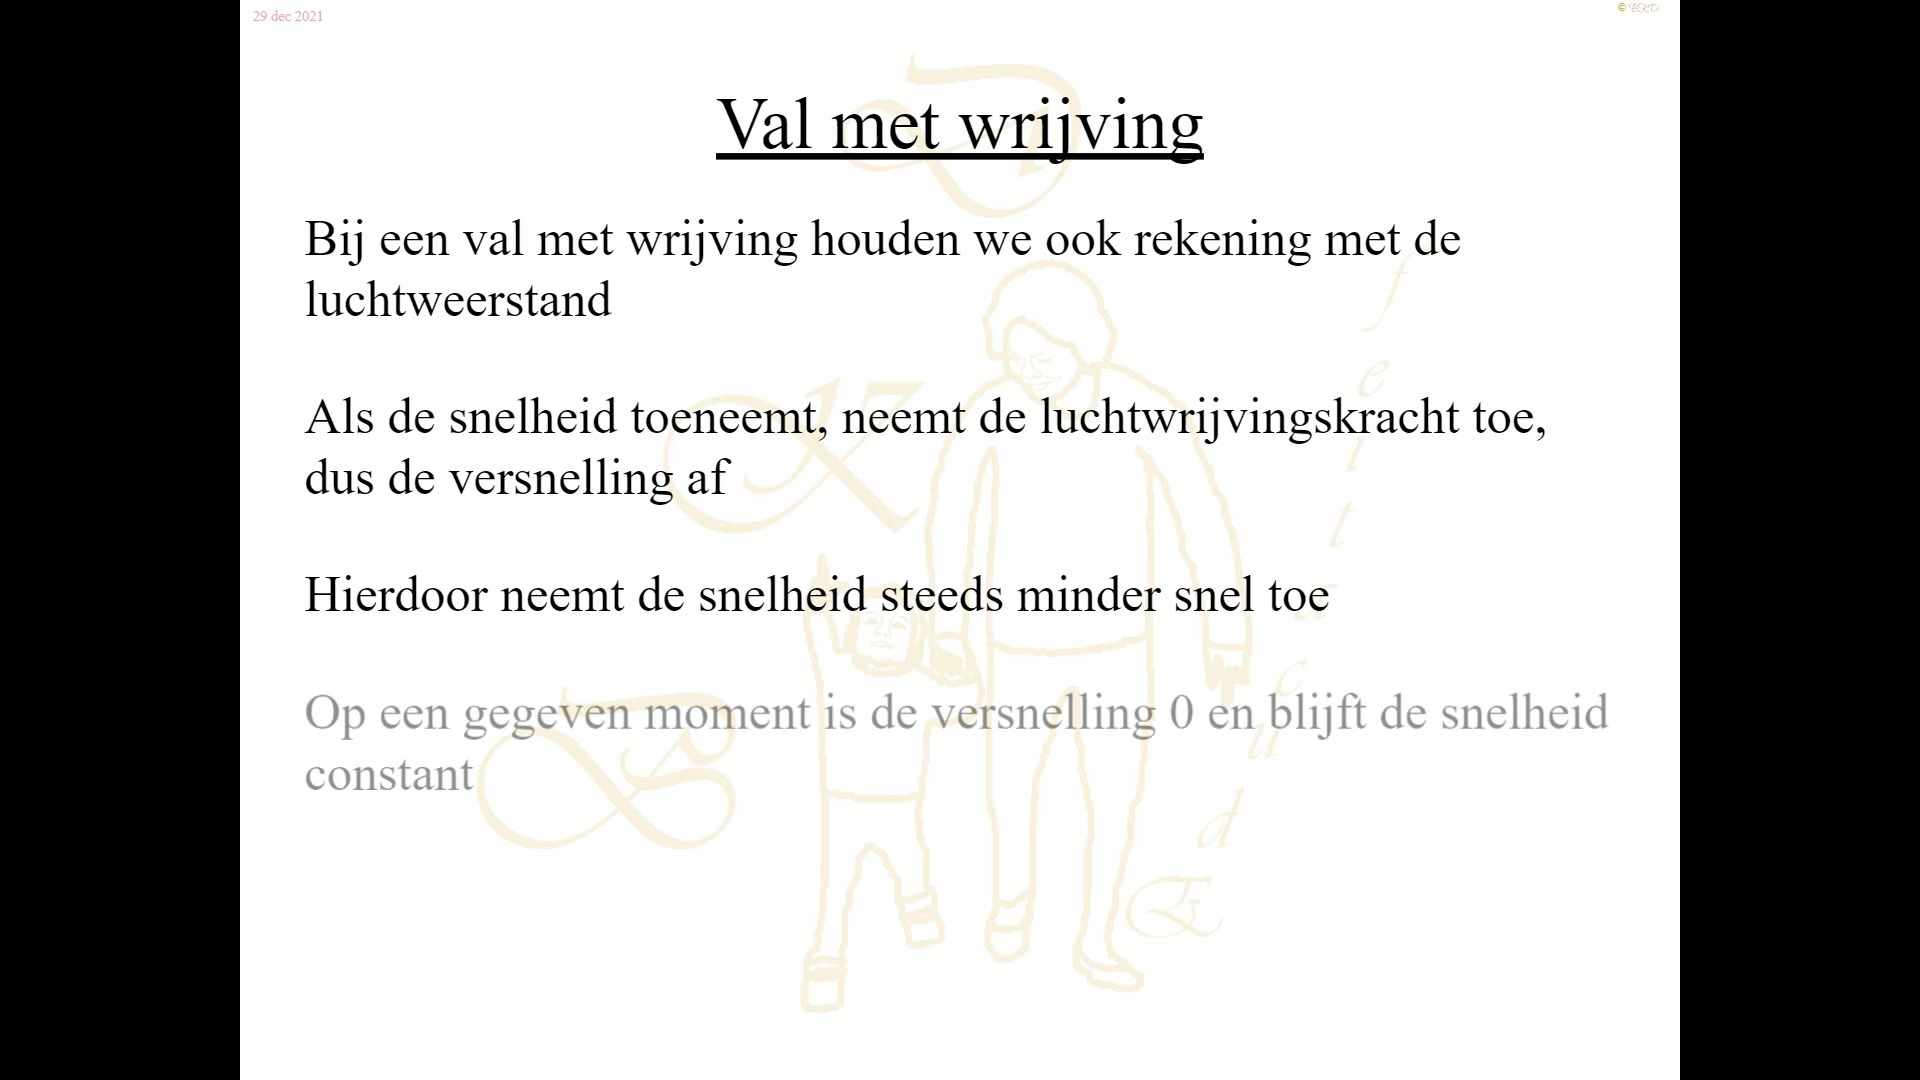 29 dec 2021
© BKD
Val met wrijving
Bij een val met wrijving houden we ook rekening met de
luchtweerstand
Als de snelheid toeneemt, neemt de luchtwrijvingskracht toe,
dus de versnelling af
Hierdoor neemt de snelheid steeds minder snel toe
Op een gegeven moment is de versnelling 0 en blijft de snelheid
constant